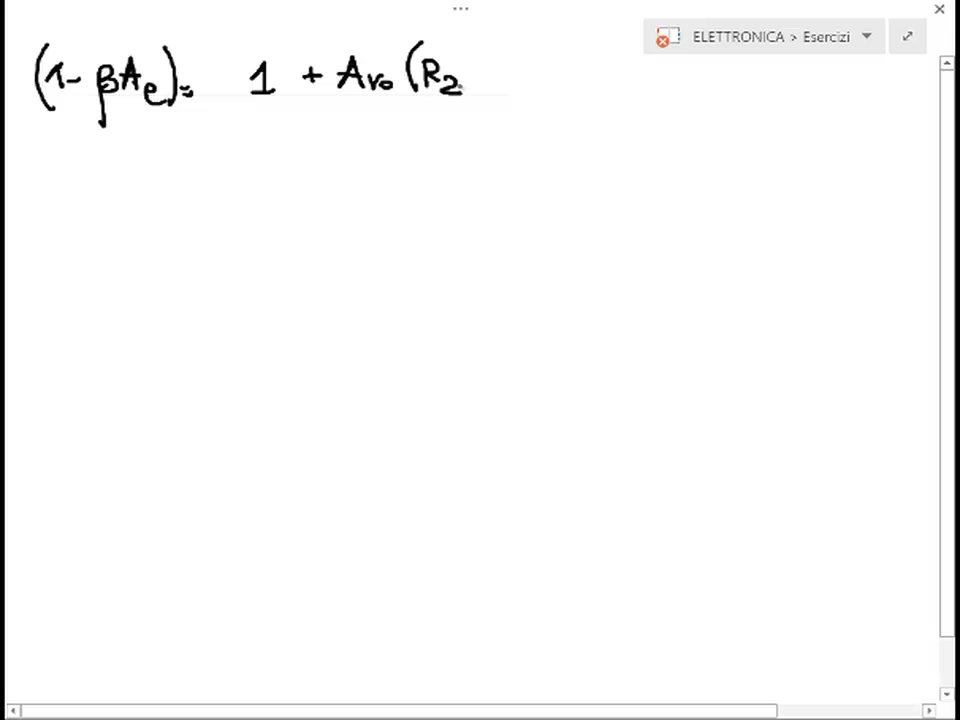 ELETTRONICA > Esercizi
(1-βAe)= 1 + Avo (R2